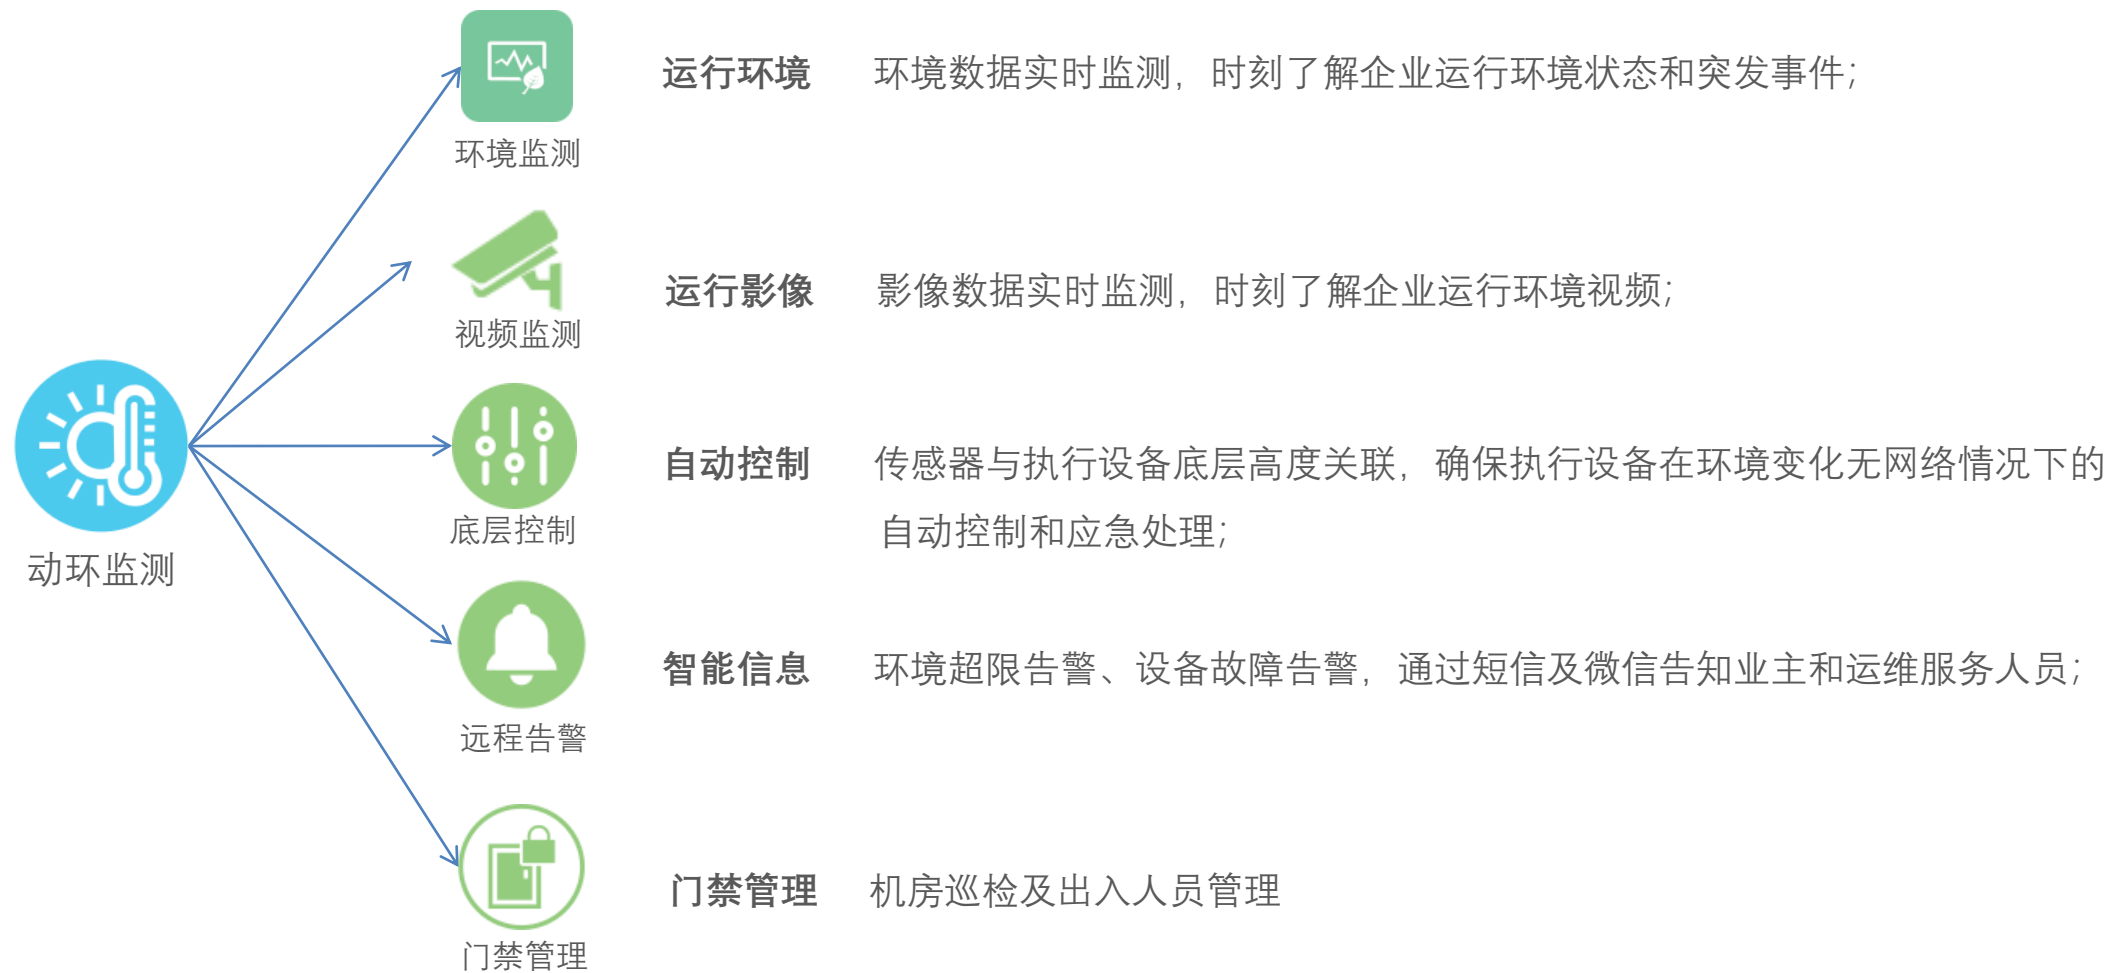 运行环境 环境数据实时监测，时刻了解企业运行环境状态和突发事件；
环境监测
运行影像 影像数据实时监测，时刻了解企业运行环境视频；
视频监测
自动控制 传感器与执行设备底层高度关联，确保执行设备在环境变化无网络情况下的
自动控制和应急处理；
底层控制
动环监测
智能信息 环境超限告警、设备故障告警，通过短信及微信告知业主和运维服务人员；
远程告警
门禁管理 机房巡检及出入人员管理
门禁管理